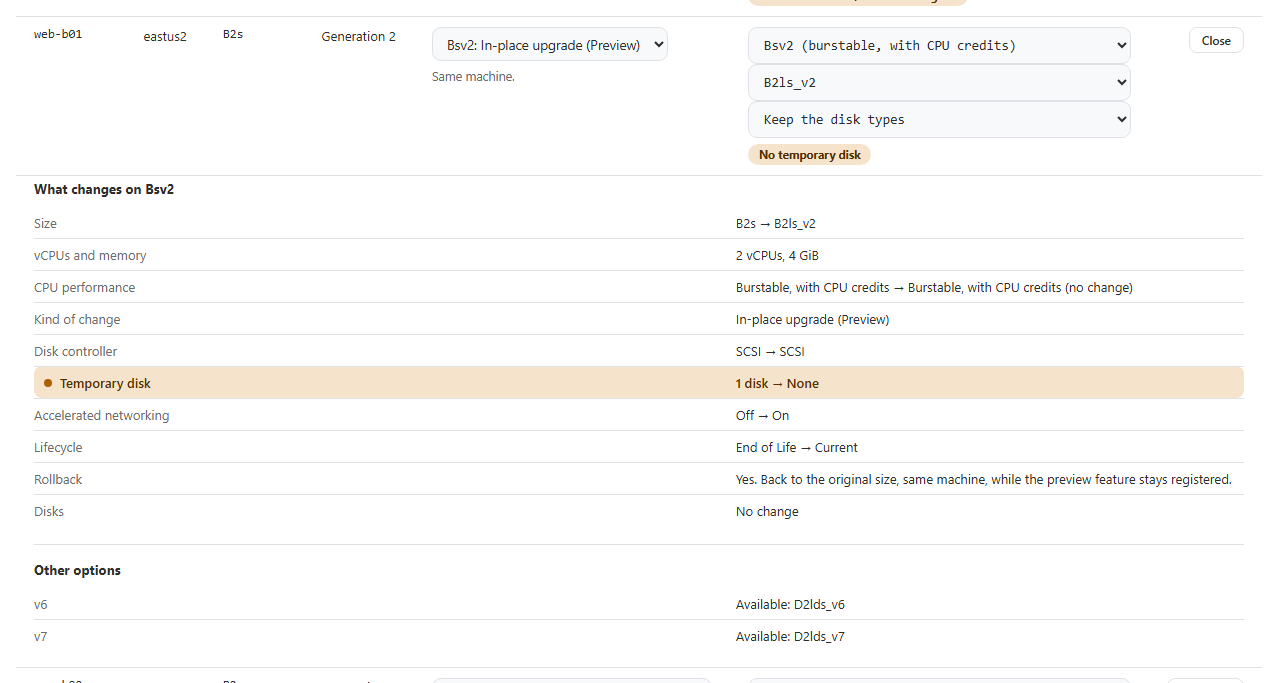 web-b01 eastus2 B2s Generation 2 Bsv2: In-place upgrade (Preview) Bsv2 (burstable, with CPU credits) Close
Same machine. B2ls_v2
Keep the disk types
No temporary disk
What changes on Bsv2
Size B2s → B2ls_v2
vCPUs and memory 2 vCPUs, 4 GiB
CPU performance Burstable, with CPU credits → Burstable, with CPU credits (no change)
Kind of change In-place upgrade (Preview)
Disk controller SCSI → SCSI
Temporary disk 1 disk → None
Accelerated networking Off → On
Lifecycle End of Life → Current
Rollback Yes. Back to the original size, same machine, while the preview feature stays registered.
Disks No change
Other options
v6 Available: D2lds_v6
v7 Available: D2lds_v7